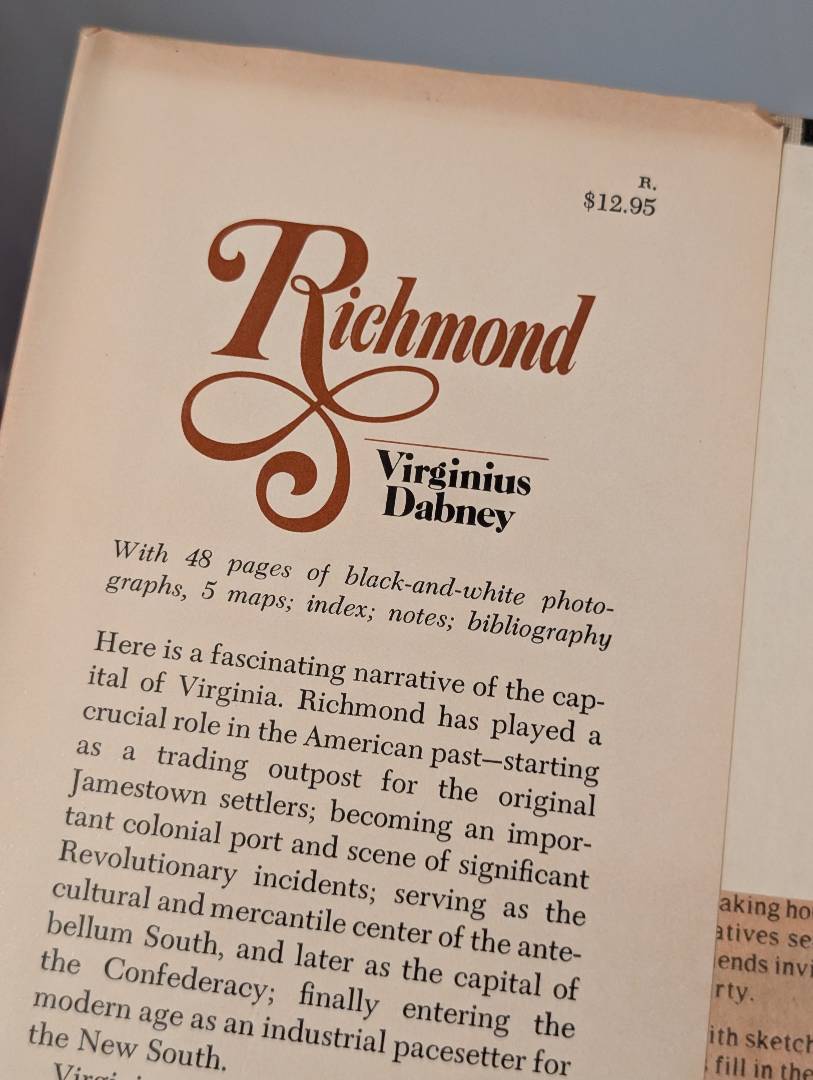 R.
$12.95
Richmond
Virginius
Dabney
With 48 pages of black-and-white photo-
graphs, 5 maps; index; notes; bibliography
Here is a fascinating narrative of the cap-
ital of Virginia. Richmond has played a
crucial role in the American past—starting
as a trading outpost for the original
Jamestown settlers; becoming an impor-
tant colonial port and scene of significant
Revolutionary incidents; serving as the
cultural and mercantile center of the ante-
bellum South, and later as the capital of
the Confederacy; finally entering the
modern age as an industrial pacesetter for
the New South.
aking ho
atives se
ends invi
rty.
ith sketch
fill in the